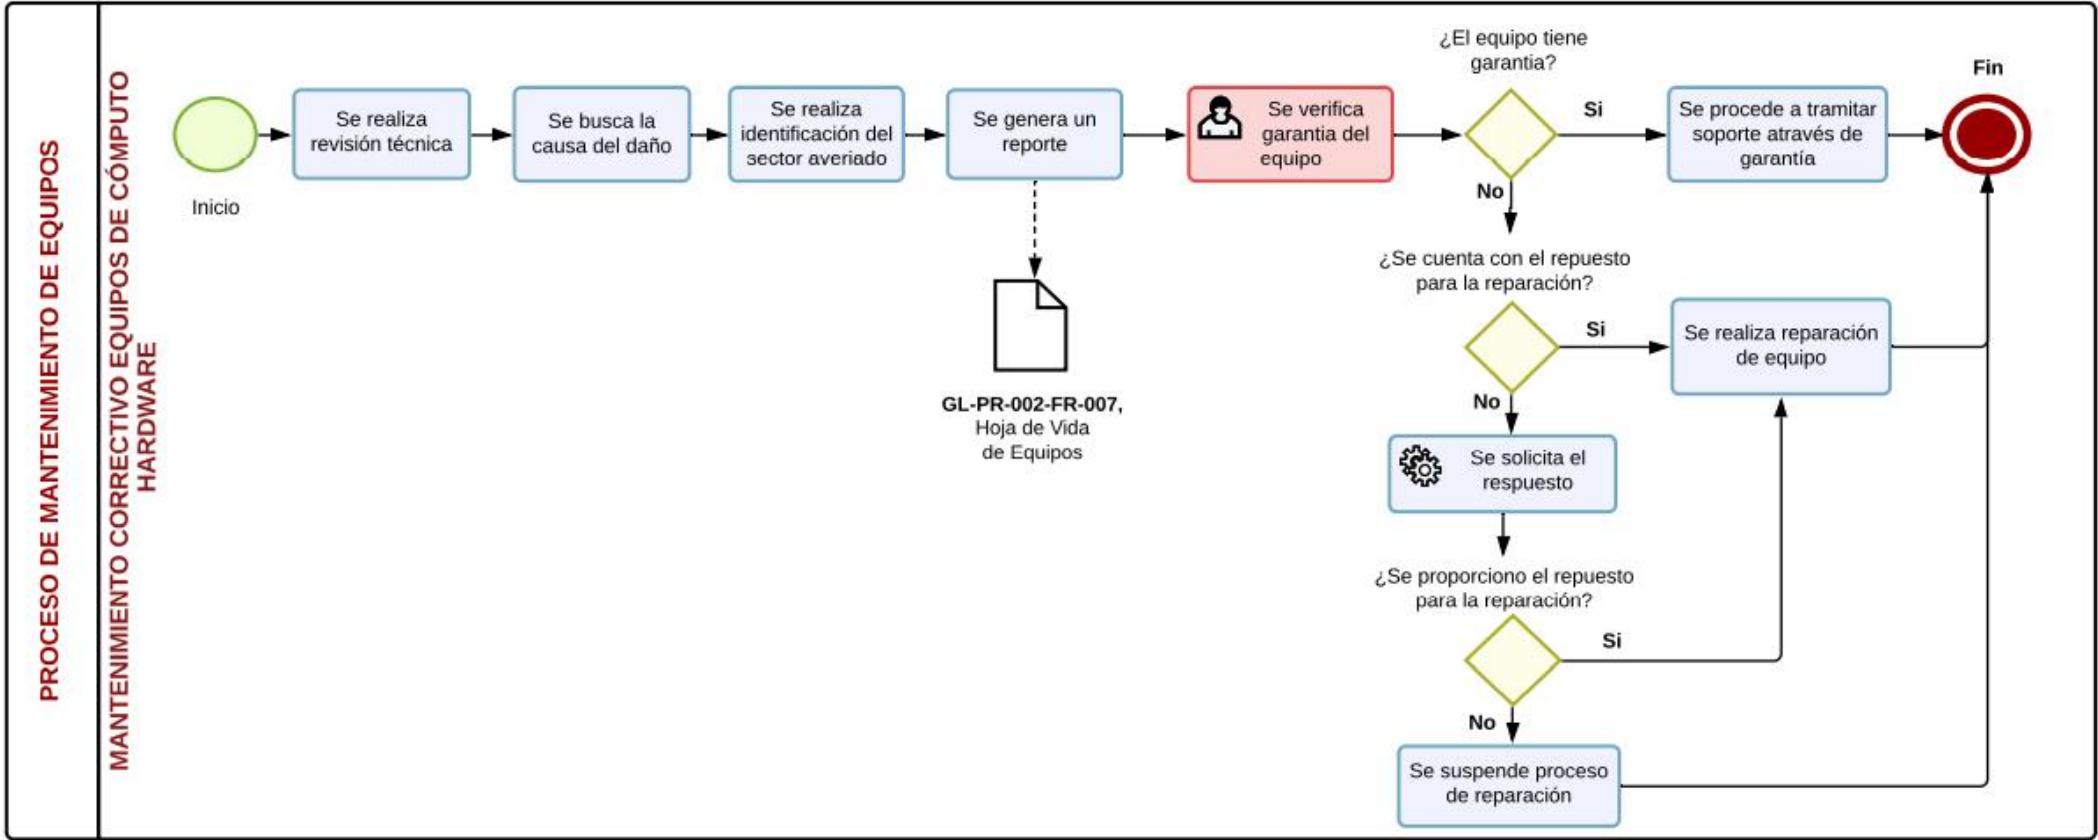 PROCESO DE MANTENIMIENTO DE EQUIPOS
MANTENIMIENTO CORRECTIVO EQUIPOS DE CÓMPUTO
HARDWARE
Inicio
Se realiza
revisión técnica
Se busca la
causa del daño
Se realiza
identificación del
sector averiado
Se genera un
reporte
GL-PR-002-FR-007,
Hoja de Vida
de Equipos
Se verifica
garantia del
equipo
¿El equipo tiene
garantia?
Si
No
Se procede a tramitar
soporte através de
garantía
Fin
¿Se cuenta con el repuesto
para la reparación?
Si
No
Se realiza reparación
de equipo
Se solicita el
respuesto
¿Se proporciono el repuesto
para la reparación?
Si
No
Se suspende proceso
de reparación